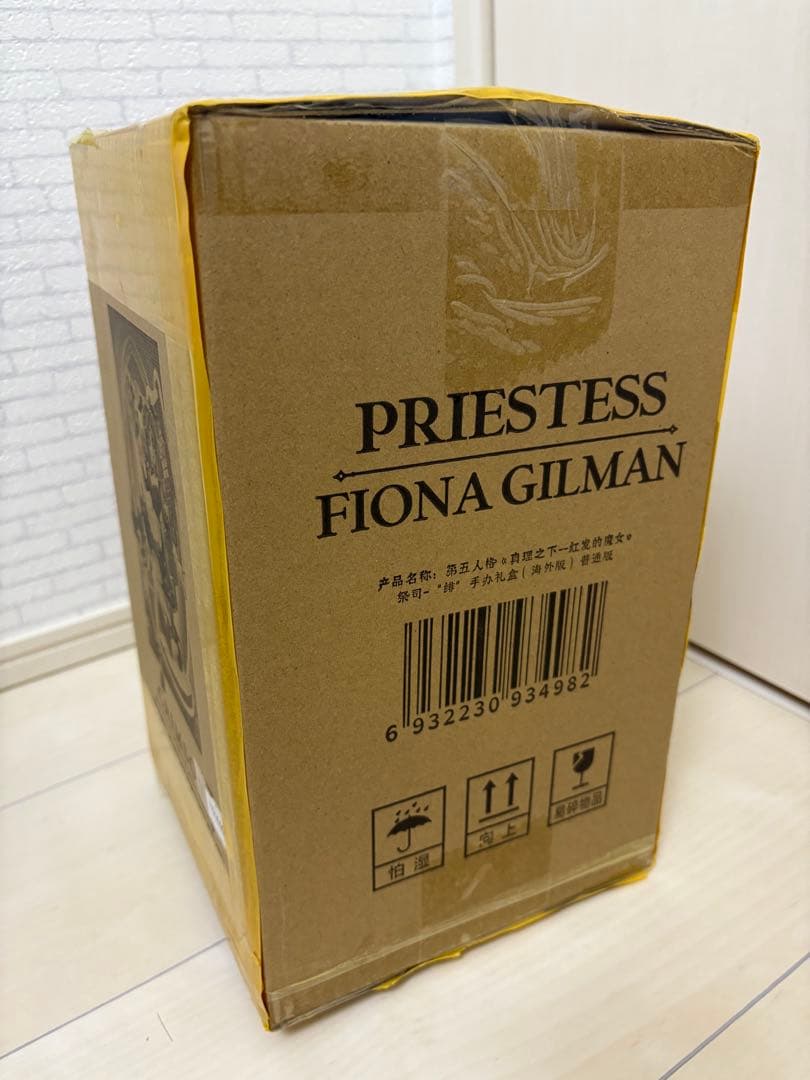 PRIESTESS
FIONA GILMAN
产品名称：第五人格《真理之下—红发的魔女》
祭司-“绯”手办礼盒(海外版)普通版
6 932230 934982
怕湿
向上
易碎物品